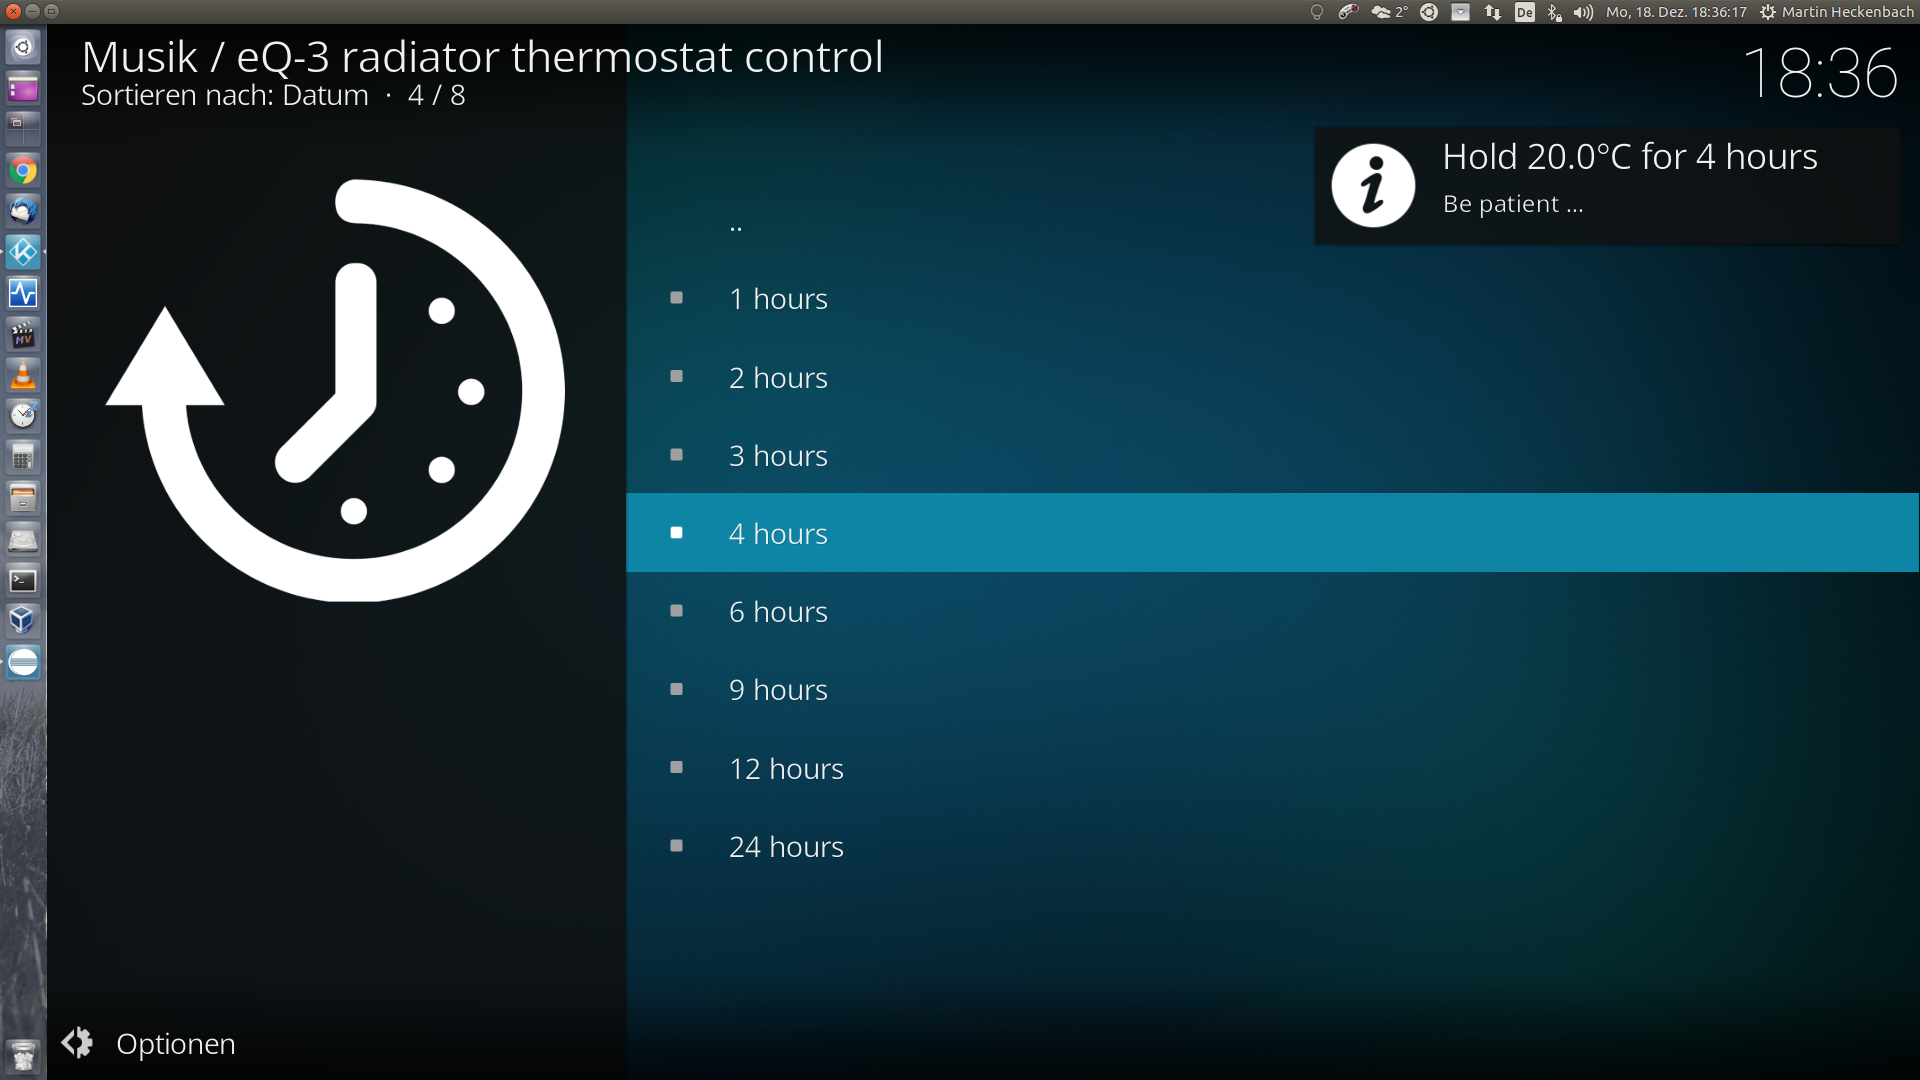 2°
De
Mo, 18. Dez. 18:36:17
Martin Heckenbach
Musik / eQ-3 radiator thermostat control
Sortieren nach: Datum · 4 / 8
18:36
Hold 20.0°C for 4 hours
Be patient ...
..
1 hours
2 hours
3 hours
4 hours
6 hours
9 hours
12 hours
24 hours
MV
Optionen